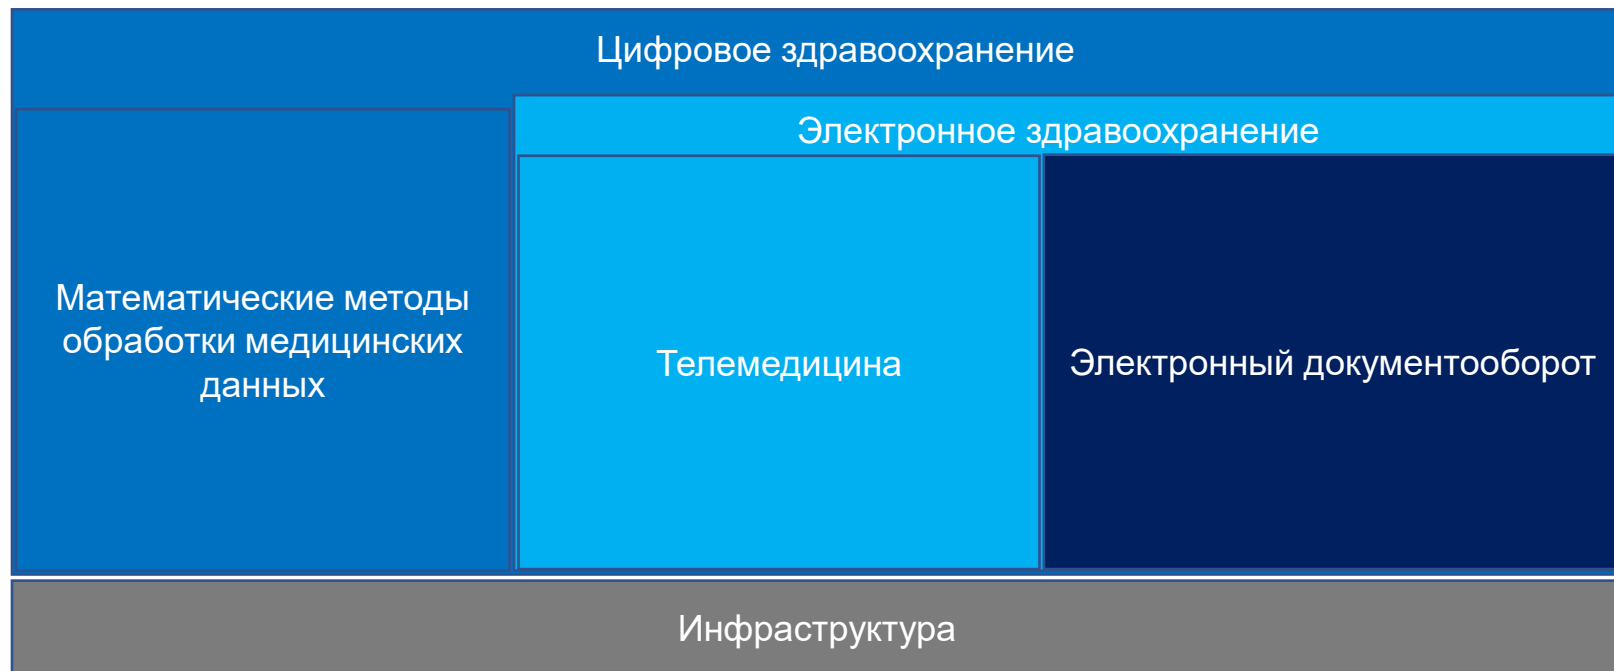 Цифровое здравоохранение
Электронное здравоохранение
Математические методы
обработки медицинских
данных
Телемедицина
Электронный документооборот
Инфраструктура